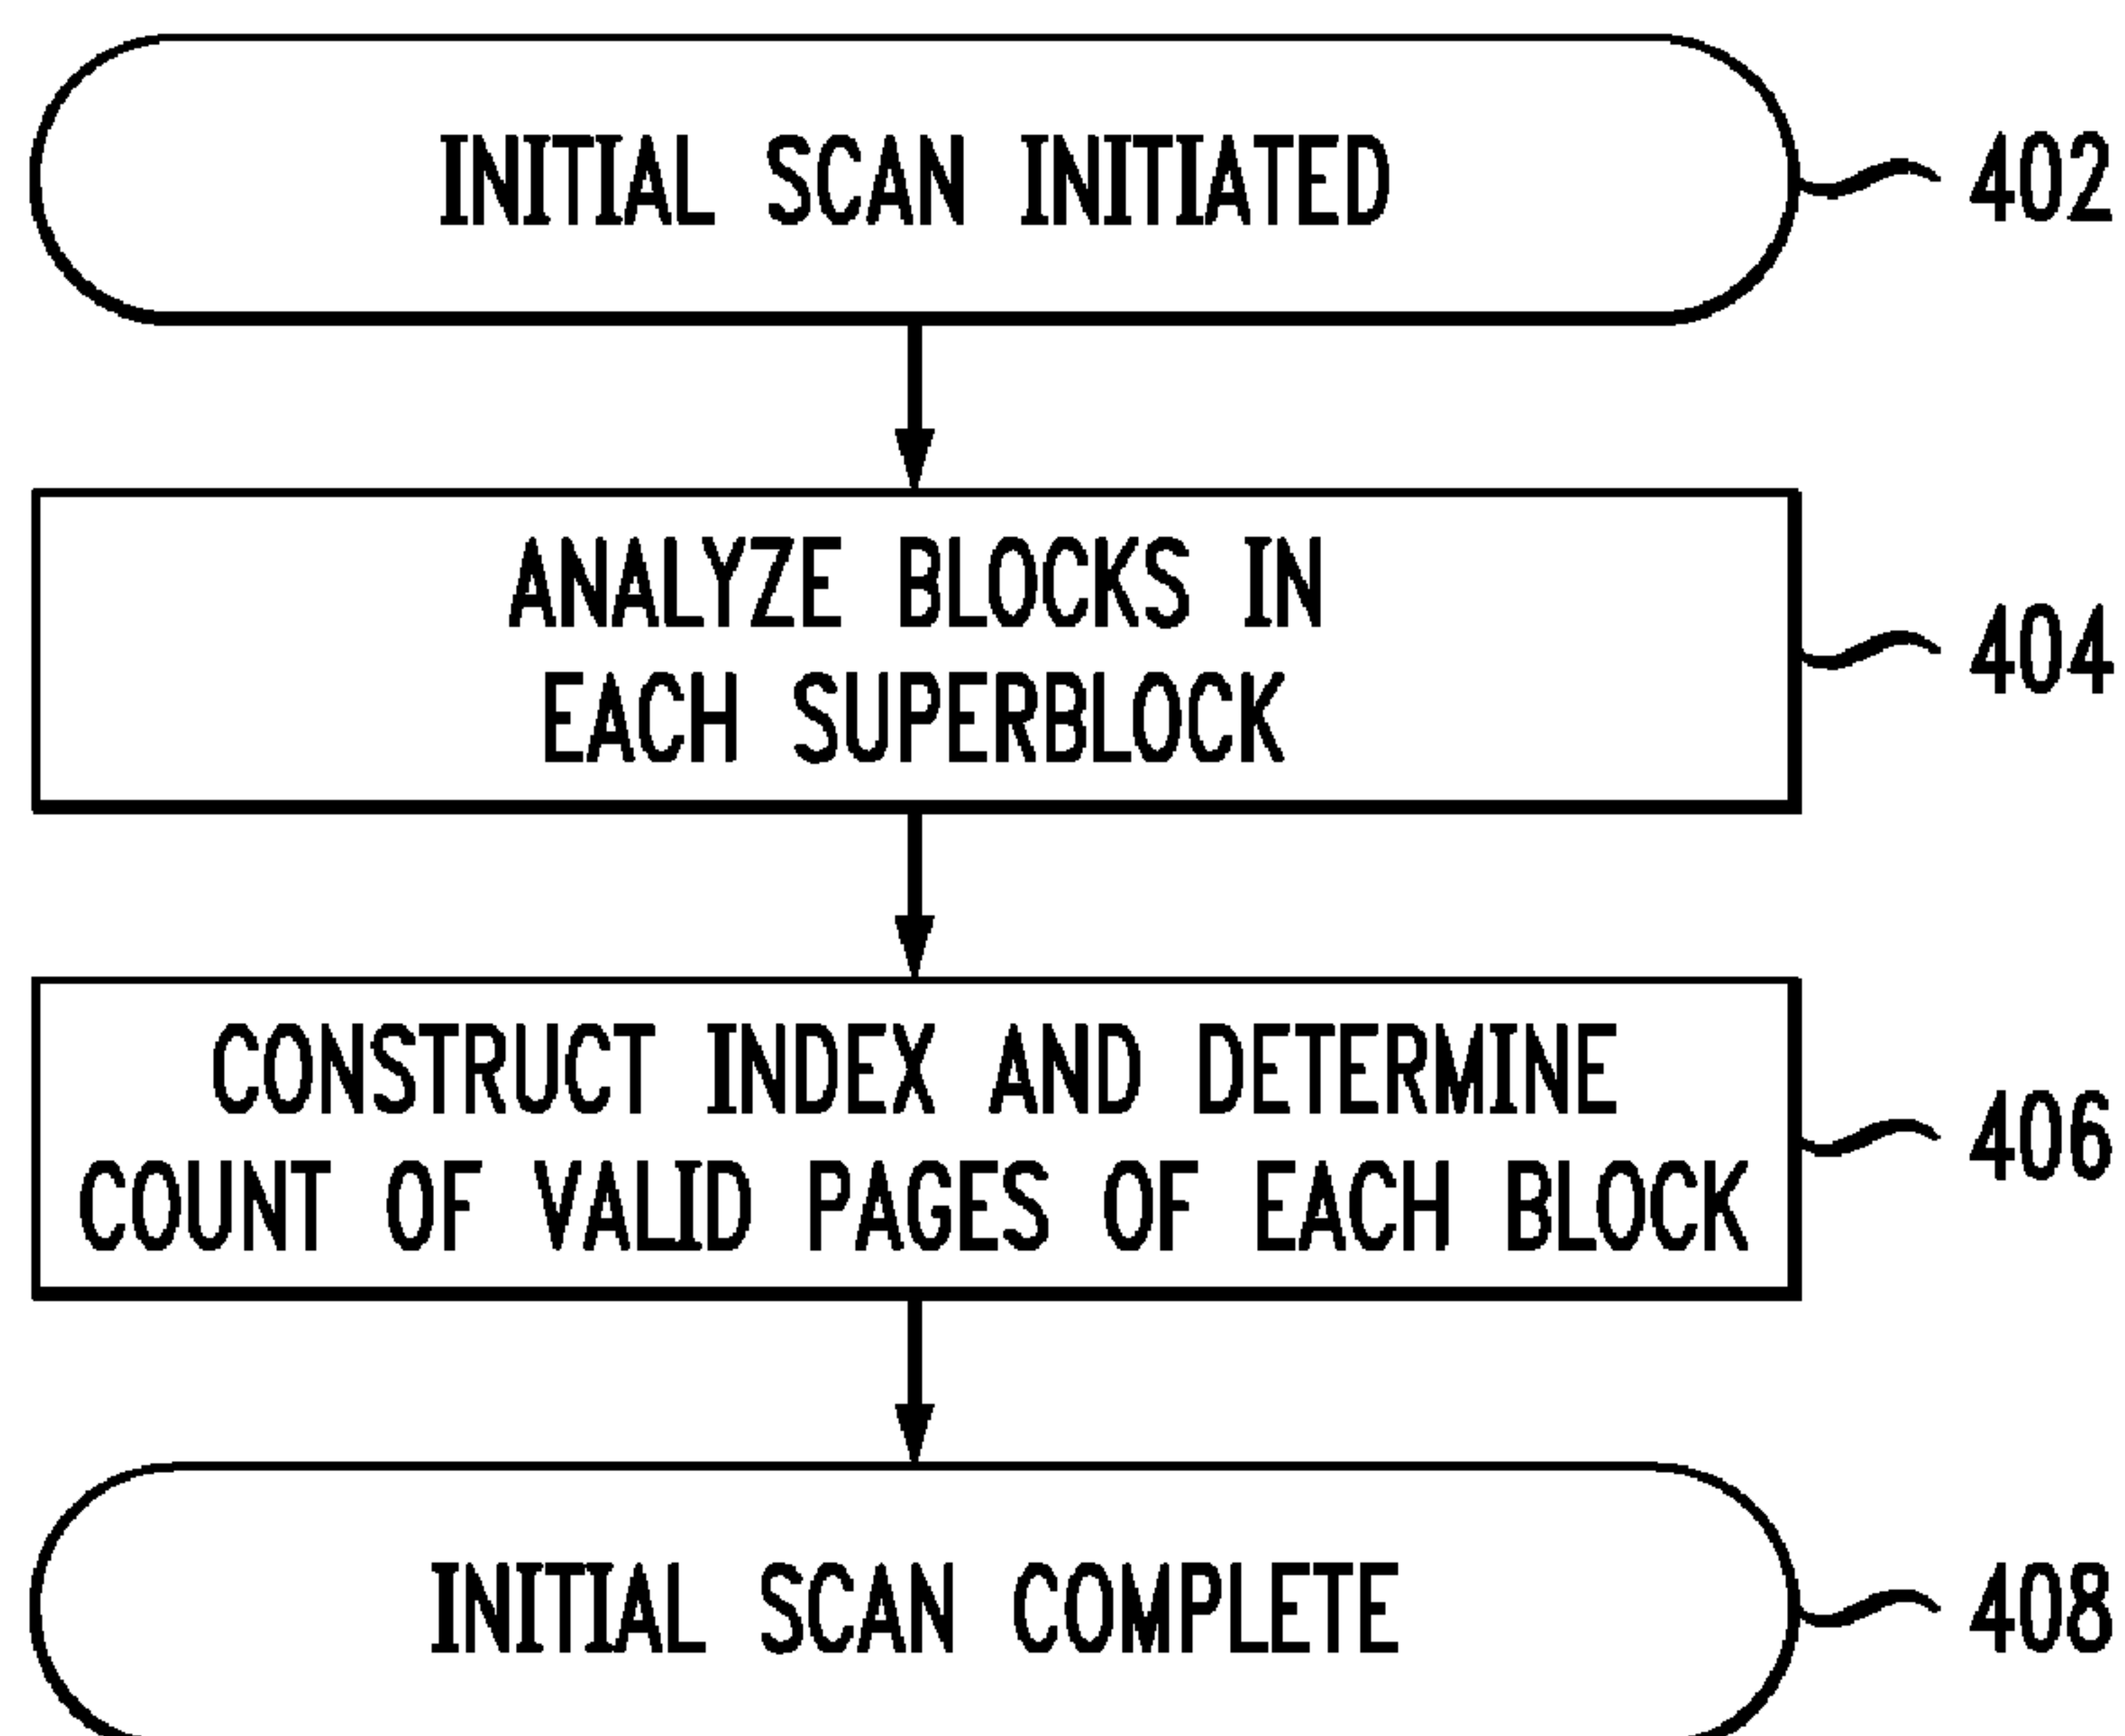 INITIAL SCAN INITIATED
402
ANALYZE BLOCKS IN
EACH SUPERBLOCK
404
CONSTRUCT INDEX AND DETERMINE
COUNT OF VALID PAGES OF EACH BLOCK
406
INITIAL SCAN COMPLETE
408